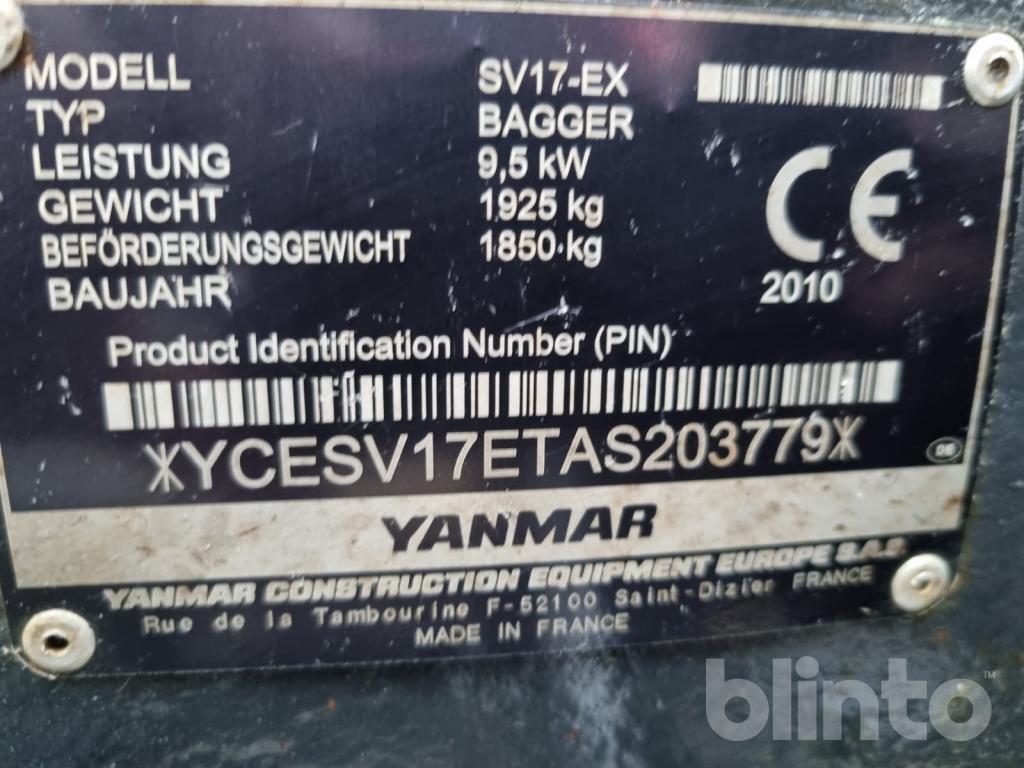 MODELL SV17-EX
TYP BAGGER
LEISTUNG 9,5 kW
GEWICHT 1925 kg
BEFÖRDERUNGSGEWICHT 1850 kg
BAUJAHR 2010
CE
Product Identification Number (PIN)
YCESV17ETAS203779
DE
YANMAR
YANMAR CONSTRUCTION EQUIPMENT EUROPE S.A.S.
Rue de la Tambourine F-52100 Saint-Dizier FRANCE
MADE IN FRANCE
blinto™